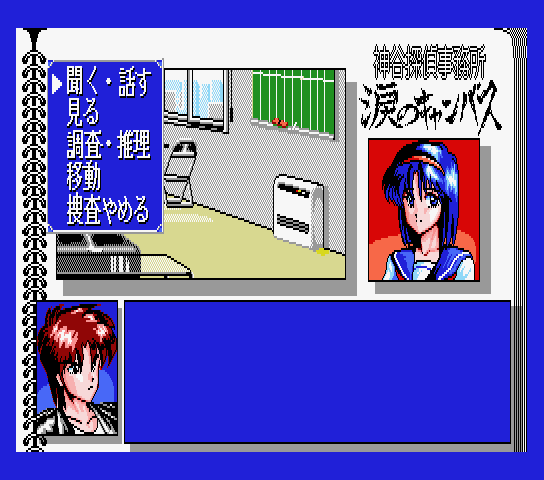 聞く・話す
見る
調査・推理
移動
捜査やめる
神谷探偵事務所
涙のキャンバス